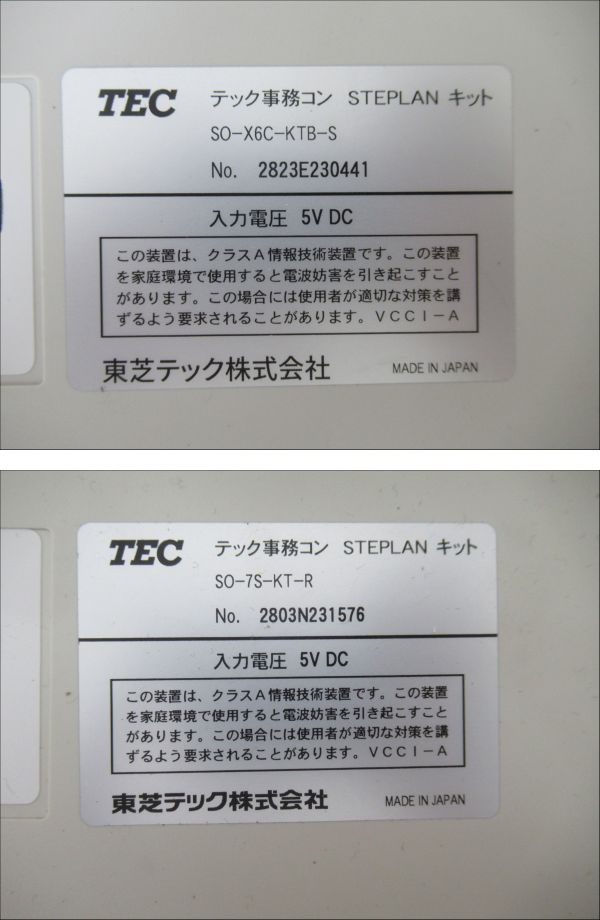 TEC テック事務コン STEPLAN キット
SO-X6C-KTB-S
No. 2823E230441
入力電圧 5V DC
この装置は、クラスA情報技術装置です。この装置
を家庭環境で使用すると電波妨害を引き起こすこと
があります。この場合には使用者が適切な対策を講
ずるよう要求されることがあります。VCCI-A
東芝テック株式会社 MADE IN JAPAN
TEC テック事務コン STEPLAN キット
SO-7S-KT-R
No. 2803N231576
入力電圧 5V DC
この装置は、クラスA情報技術装置です。この装置
を家庭環境で使用すると電波妨害を引き起こすこと
があります。この場合には使用者が適切な対策を講
ずるよう要求されることがあります。VCCI-A
東芝テック株式会社 MADE IN JAPAN